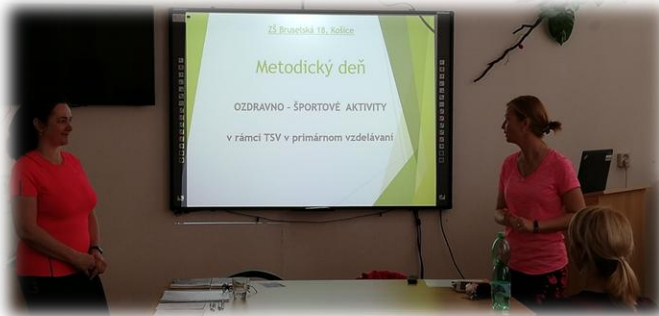 ZŠ Bruselská 18, Košice
Metodický deň
OZDRAVNO - ŠPORTOVÉ AKTIVITY
v rámci TSV v primárnom vzdelávaní